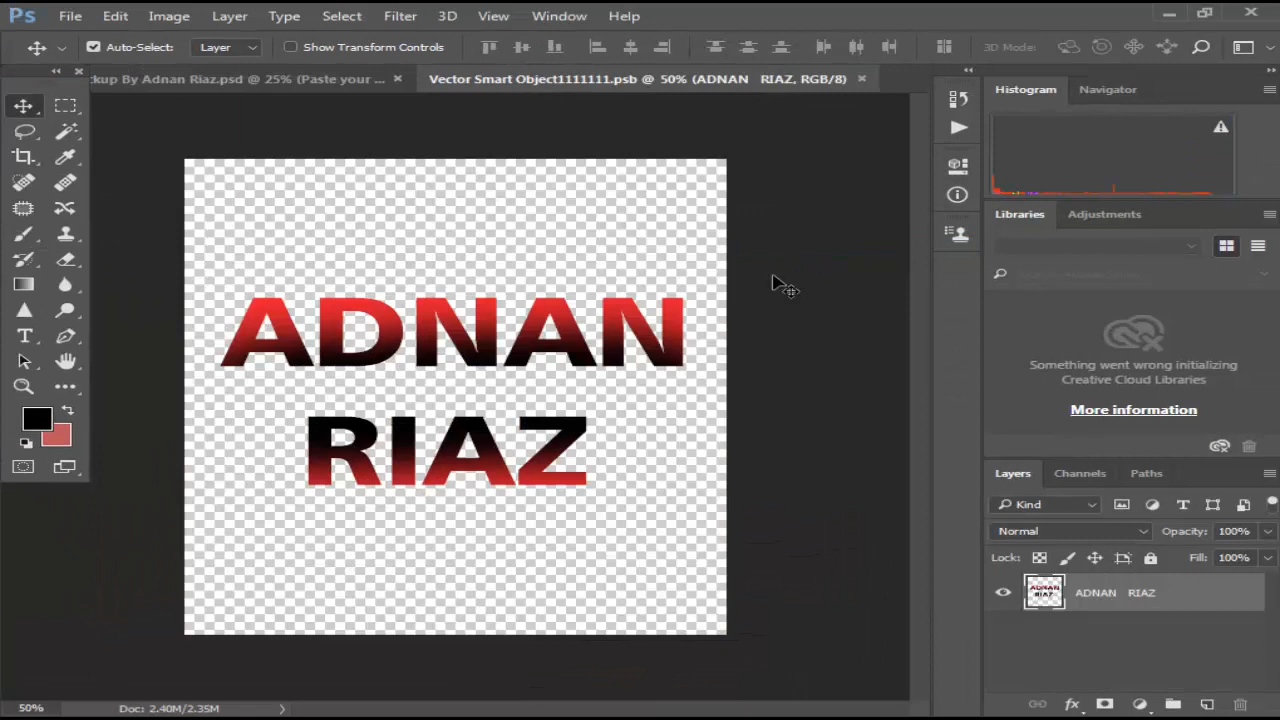 Ps File Edit Image Layer Type Select Filter 3D View Window Help
Auto-Select: Layer Show Transform Controls 3D Mode:
ckup By Adnan Riaz.psd @ 25% (Paste your ... × Vector Smart Object1111111.psb @ 50% (ADNAN RIAZ, RGB/8) ×
Histogram Navigator
Libraries Adjustments
ADNAN
RIAZ
Something went wrong initializing
Creative Cloud Libraries
More information
Layers Channels Paths
Kind
Normal Opacity: 100%
Lock: Fill: 100%
ADNAN RIAZ
ADNAN RIAZ
fx
50% Doc: 2.40M/2.35M